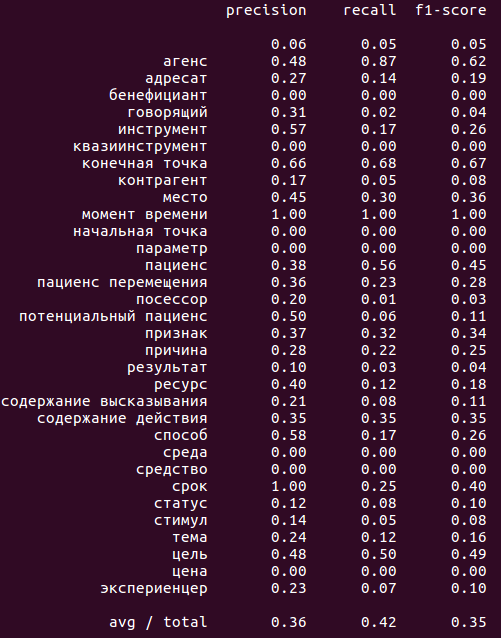 precision recall f1-score
0.06 0.05 0.05
агенс 0.48 0.87 0.62
адресат 0.27 0.14 0.19
бенефициант 0.00 0.00 0.00
говорящий 0.31 0.02 0.04
инструмент 0.57 0.17 0.26
квазиинструмент 0.00 0.00 0.00
конечная точка 0.66 0.68 0.67
контрагент 0.17 0.05 0.08
место 0.45 0.30 0.36
момент времени 1.00 1.00 1.00
начальная точка 0.00 0.00 0.00
параметр 0.00 0.00 0.00
пациенс 0.38 0.56 0.45
пациенс перемещения 0.36 0.23 0.28
посессор 0.20 0.01 0.03
потенциальный пациенс 0.50 0.06 0.11
признак 0.37 0.32 0.34
причина 0.28 0.22 0.25
результат 0.10 0.03 0.04
ресурс 0.40 0.12 0.18
содержание высказывания 0.21 0.08 0.11
содержание действия 0.35 0.35 0.35
способ 0.58 0.17 0.26
среда 0.00 0.00 0.00
средство 0.00 0.00 0.00
срок 1.00 0.25 0.40
статус 0.12 0.08 0.10
стимул 0.14 0.05 0.08
тема 0.24 0.12 0.16
цель 0.48 0.50 0.49
цена 0.00 0.00 0.00
экспериенцер 0.23 0.07 0.10
avg / total 0.36 0.42 0.35